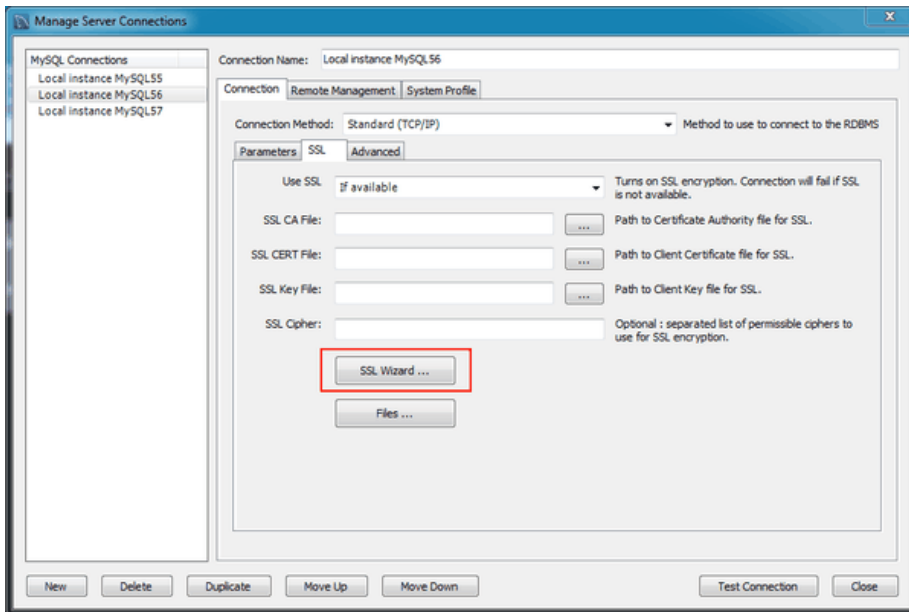 Manage Server Connections
x
MySQL Connections
Local instance MySQL55
Local instance MySQL56
Local instance MySQL57
Connection Name: Local instance MySQL56
Connection Remote Management System Profile
Connection Method: Standard (TCP/IP) Method to use to connect to the RDBMS
Parameters SSL Advanced
Use SSL If available Turns on SSL encryption. Connection will fail if SSL
is not available.
SSL CA File: ... Path to Certificate Authority file for SSL.
SSL CERT File: ... Path to Client Certificate file for SSL.
SSL Key File: ... Path to Client Key file for SSL.
SSL Cipher: Optional : separated list of permissible ciphers to
use for SSL encryption.
SSL Wizard ...
Files ...
New Delete Duplicate Move Up Move Down Test Connection Close